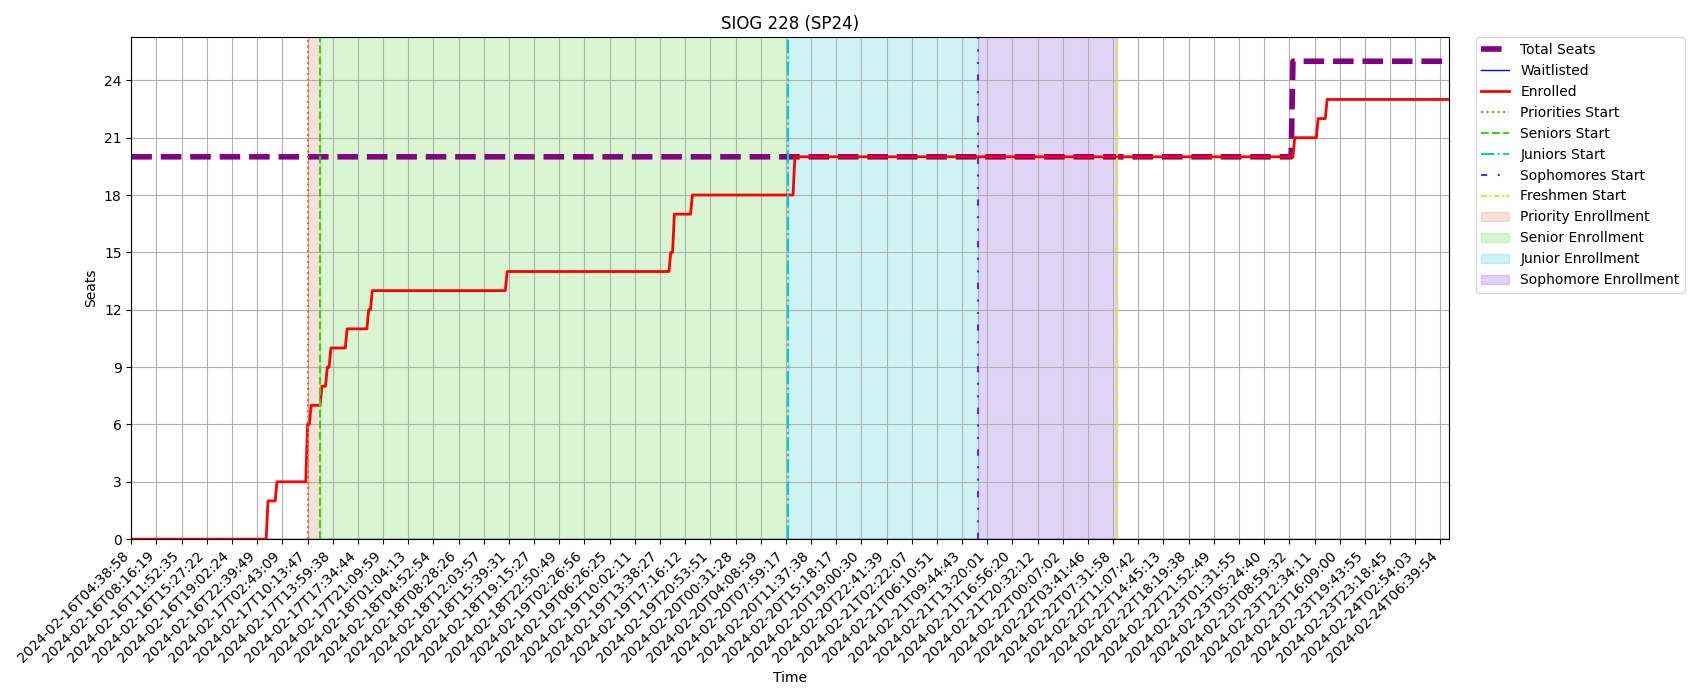 SIOG 228 (SP24)
Total Seats
Waitlisted
Enrolled
Priorities Start
Seniors Start
Juniors Start
Sophomores Start
Freshmen Start
Priority Enrollment
Senior Enrollment
Junior Enrollment
Sophomore Enrollment
Seats
24
21
18
15
12
9
6
3
0
2024-02-16T04:38:58
2024-02-16T08:16:19
2024-02-16T11:52:35
2024-02-16T15:27:22
2024-02-16T19:02:24
2024-02-16T22:39:49
2024-02-17T02:43:09
2024-02-17T10:13:47
2024-02-17T13:59:38
2024-02-17T17:34:44
2024-02-17T21:09:59
2024-02-18T01:04:13
2024-02-18T04:52:54
2024-02-18T08:28:26
2024-02-18T12:03:57
2024-02-18T15:39:31
2024-02-18T19:15:27
2024-02-18T22:50:49
2024-02-19T02:26:56
2024-02-19T06:26:25
2024-02-19T10:02:11
2024-02-19T13:38:27
2024-02-19T17:16:12
2024-02-19T20:53:51
2024-02-20T00:31:28
2024-02-20T04:08:59
2024-02-20T07:59:17
2024-02-20T11:37:38
2024-02-20T15:18:17
2024-02-20T19:00:30
2024-02-20T22:41:39
2024-02-21T02:22:07
2024-02-21T06:10:51
2024-02-21T09:44:43
2024-02-21T13:20:01
2024-02-21T16:56:20
2024-02-21T20:32:12
2024-02-22T00:07:02
2024-02-22T03:41:46
2024-02-22T07:31:58
2024-02-22T11:07:42
2024-02-22T14:45:13
2024-02-22T18:19:38
2024-02-22T21:52:49
2024-02-23T01:31:55
2024-02-23T05:24:40
2024-02-23T08:59:32
2024-02-23T12:34:11
2024-02-23T16:09:00
2024-02-23T19:43:55
2024-02-23T23:18:45
2024-02-24T02:54:03
2024-02-24T06:39:54
Time